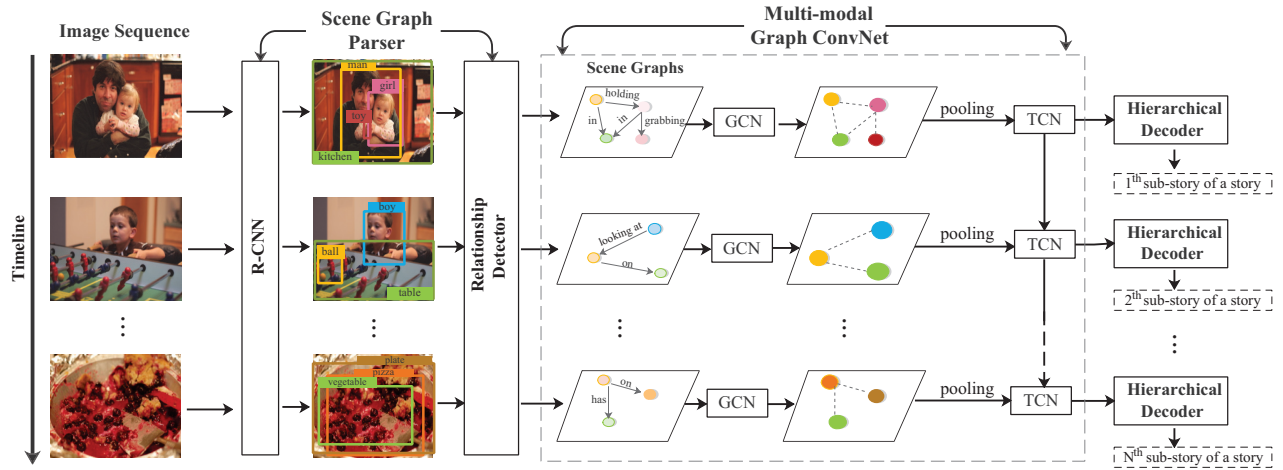 Image Sequence
Scene Graph
Parser
Multi-modal
Graph ConvNet
Timeline
R-CNN
Relationship
Detector
Scene Graphs
man
girl
toy
kitchen
holding
in
in
grabbing
GCN
pooling
TCN
Hierarchical
Decoder
1th sub-story of a story
boy
ball
table
looking at
on
GCN
pooling
TCN
Hierarchical
Decoder
2th sub-story of a story
plate
pizza
vegetable
on
has
GCN
pooling
TCN
Hierarchical
Decoder
Nth sub-story of a story